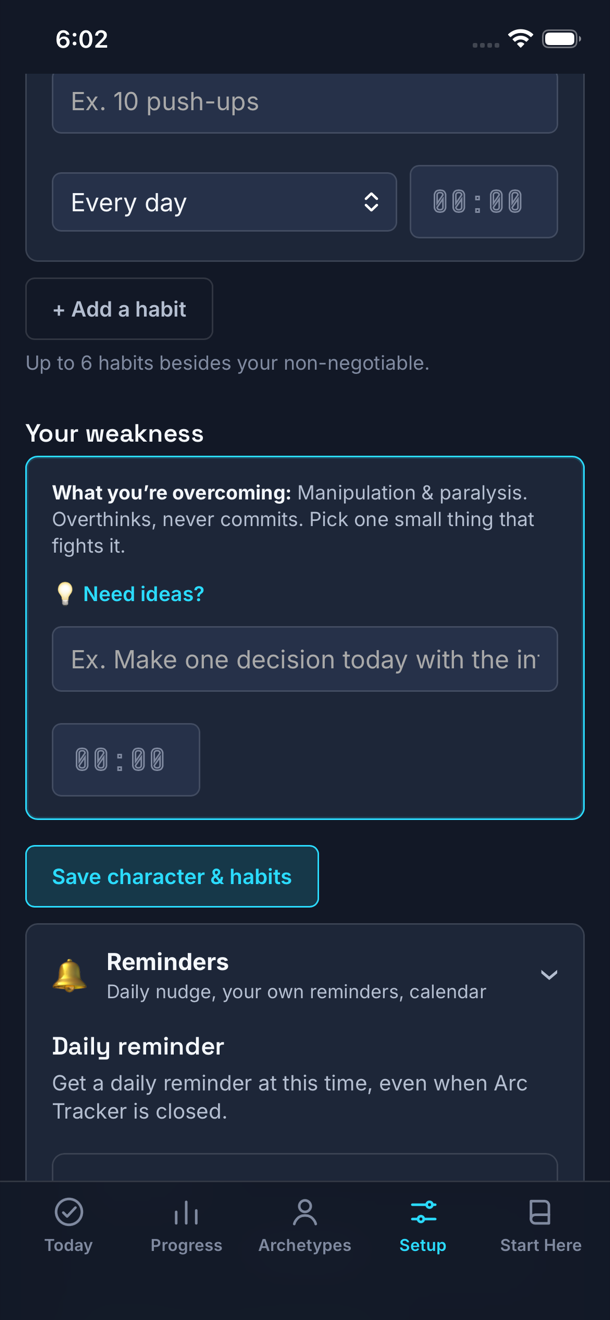 6:02
Ex. 10 push-ups
Every day
00:00
+ Add a habit
Up to 6 habits besides your non-negotiable.
Your weakness
What you’re overcoming: Manipulation & paralysis.
Overthinks, never commits. Pick one small thing that
fights it.
💡 Need ideas?
Ex. Make one decision today with the in
00:00
Save character & habits
Reminders
Daily nudge, your own reminders, calendar
Daily reminder
Get a daily reminder at this time, even when Arc
Tracker is closed.
Today
Progress
Archetypes
Setup
Start Here